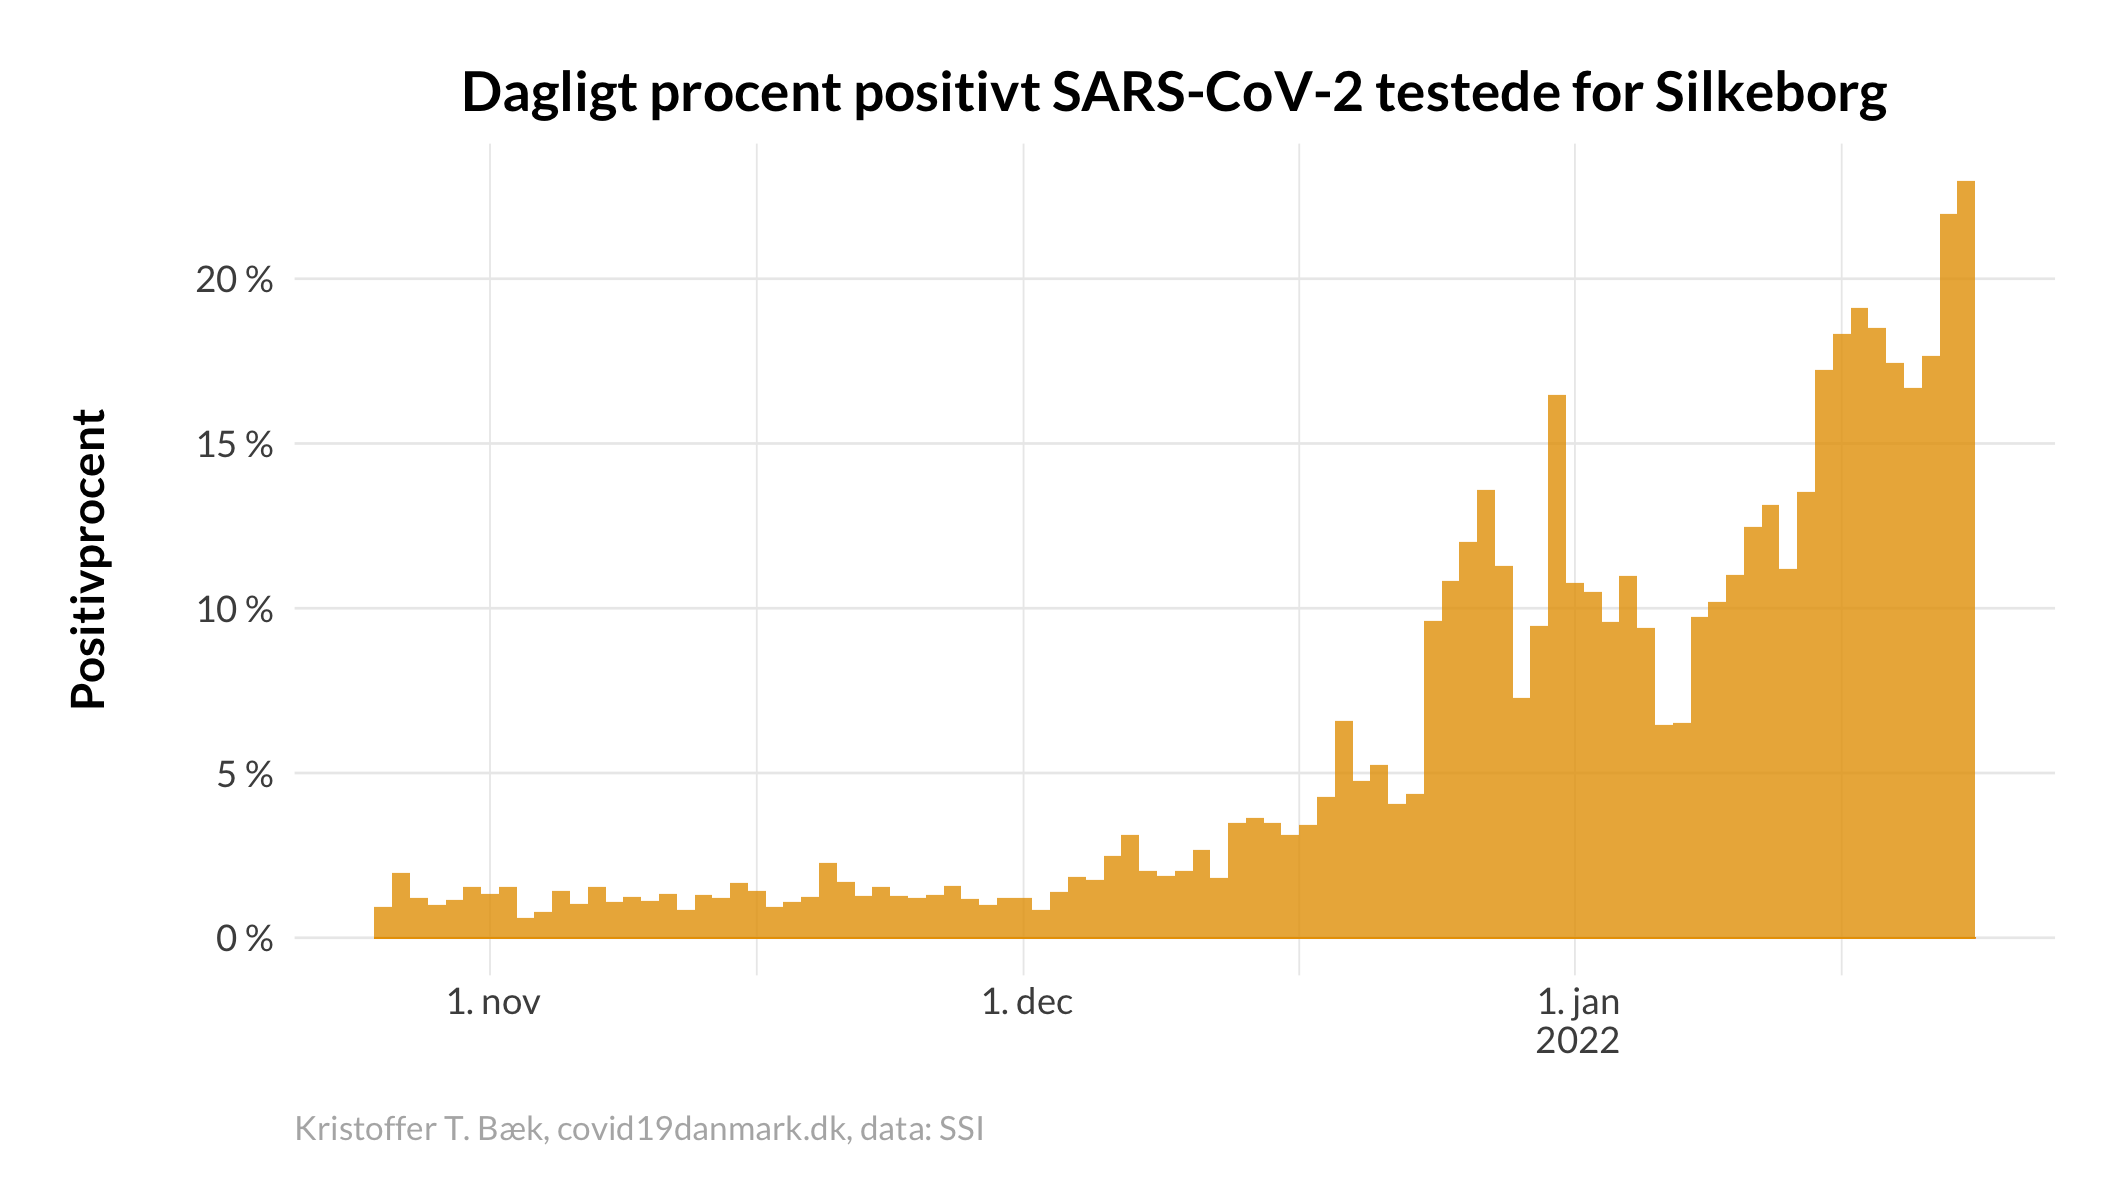 Dagligt procent positivt SARS-CoV-2 testede for Silkeborg
Positivprocent
20 %
15 %
10 %
5 %
0 %
1. nov
1. dec
1. jan
2022
Kristoffer T. Bæk, covid19danmark.dk, data: SSI